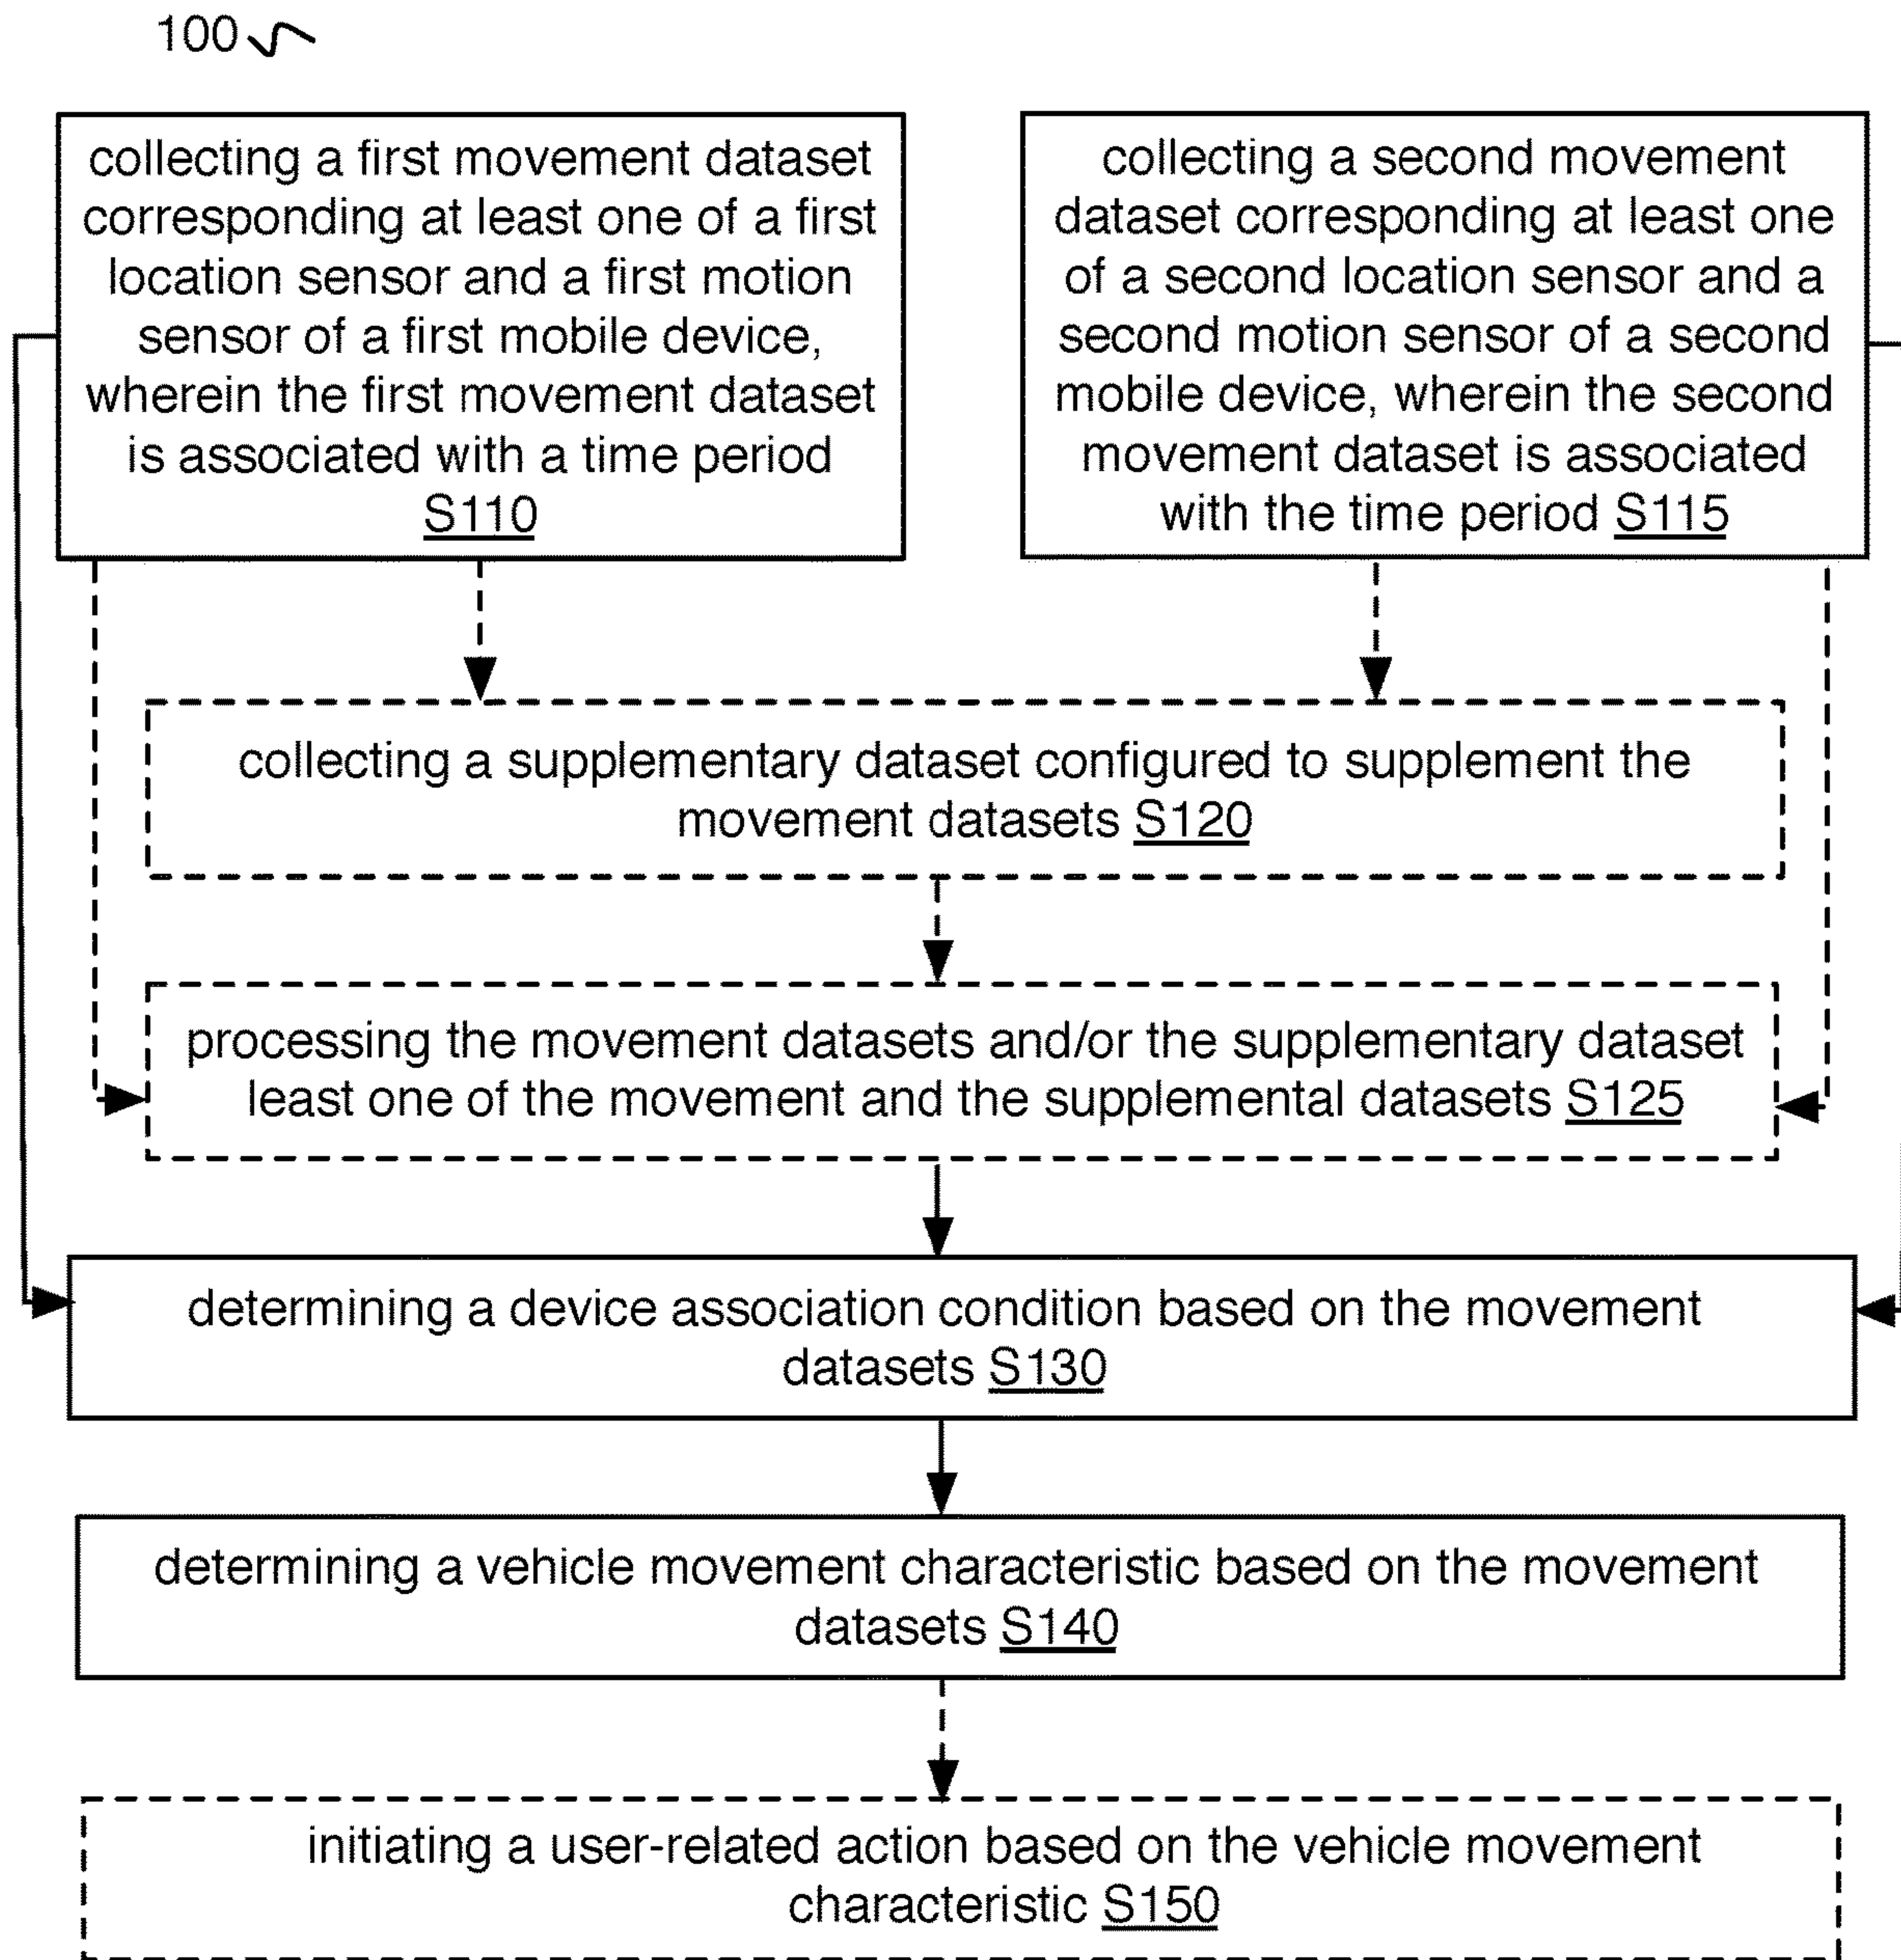 100
collecting a first movement dataset
corresponding at least one of a first
location sensor and a first motion
sensor of a first mobile device,
wherein the first movement dataset
is associated with a time period
S110
collecting a second movement
dataset corresponding at least one
of a second location sensor and a
second motion sensor of a second
mobile device, wherein the second
movement dataset is associated
with the time period S115
collecting a supplementary dataset configured to supplement the
movement datasets S120
processing the movement datasets and/or the supplementary dataset
least one of the movement and the supplemental datasets S125
determining a device association condition based on the movement
datasets S130
determining a vehicle movement characteristic based on the movement
datasets S140
initiating a user-related action based on the vehicle movement
characteristic S150